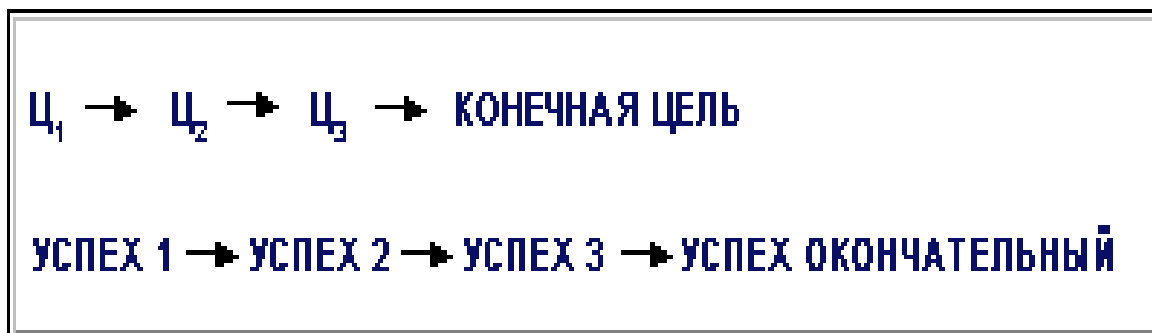 Ц₁ → Ц₂ → Ц₃ → КОНЕЧНАЯ ЦЕЛЬ
УСПЕХ 1 → УСПЕХ 2 → УСПЕХ 3 → УСПЕХ ОКОНЧАТЕЛЬНЫЙ